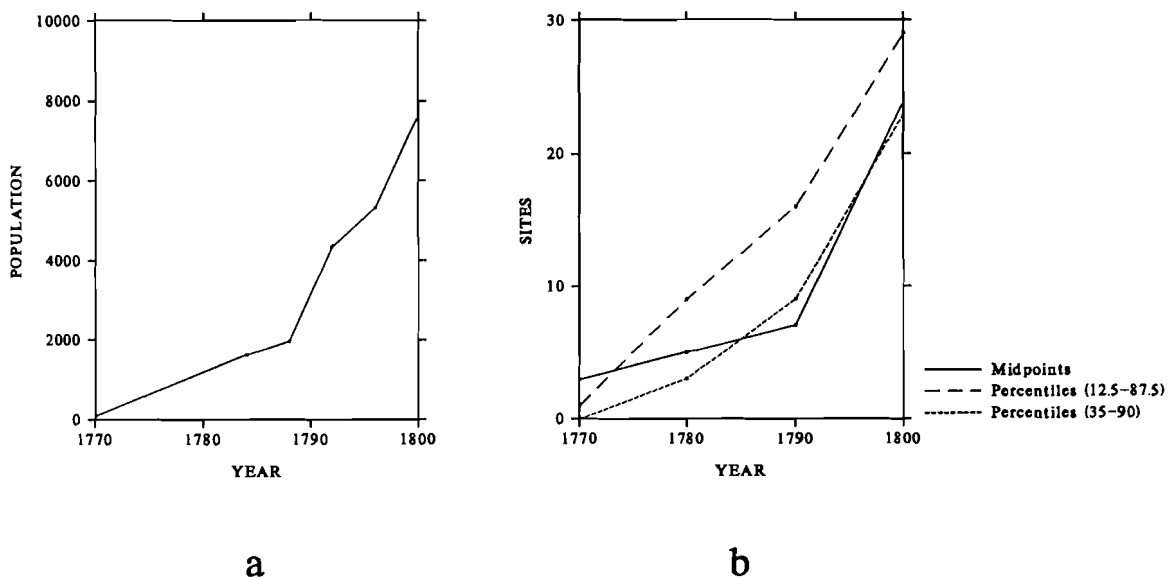 10000
8000
6000
4000
2000
0
POPULATION
1770 1780 1790 1800
YEAR
a
30
20
10
0
SITES
1770 1780 1790 1800
YEAR
b
Midpoints
Percentiles (12.5-87.5)
Percentiles (35-90)